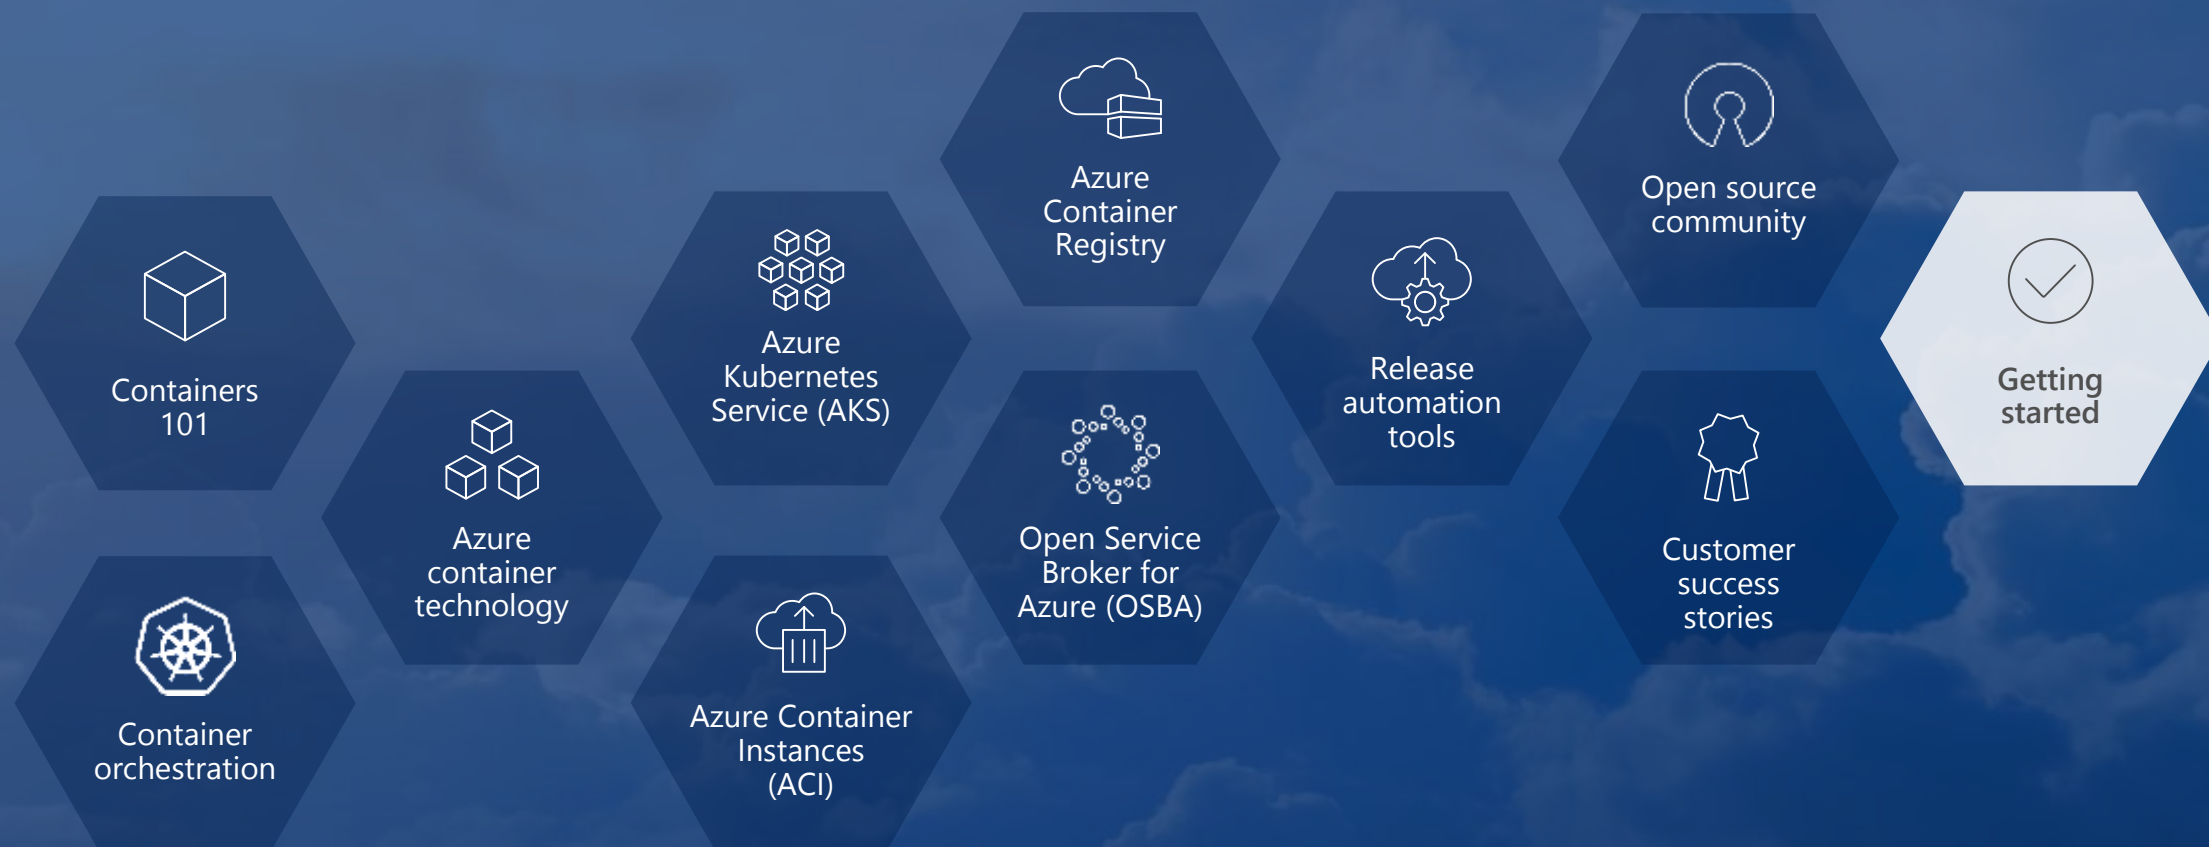 Containers
101
Container
orchestration
Azure
container
technology
Azure
Kubernetes
Service (AKS)
Azure Container
Instances
(ACI)
Azure
Container
Registry
Open Service
Broker for
Azure (OSBA)
Release
automation
tools
Open source
community
Customer
success
stories
Getting
started